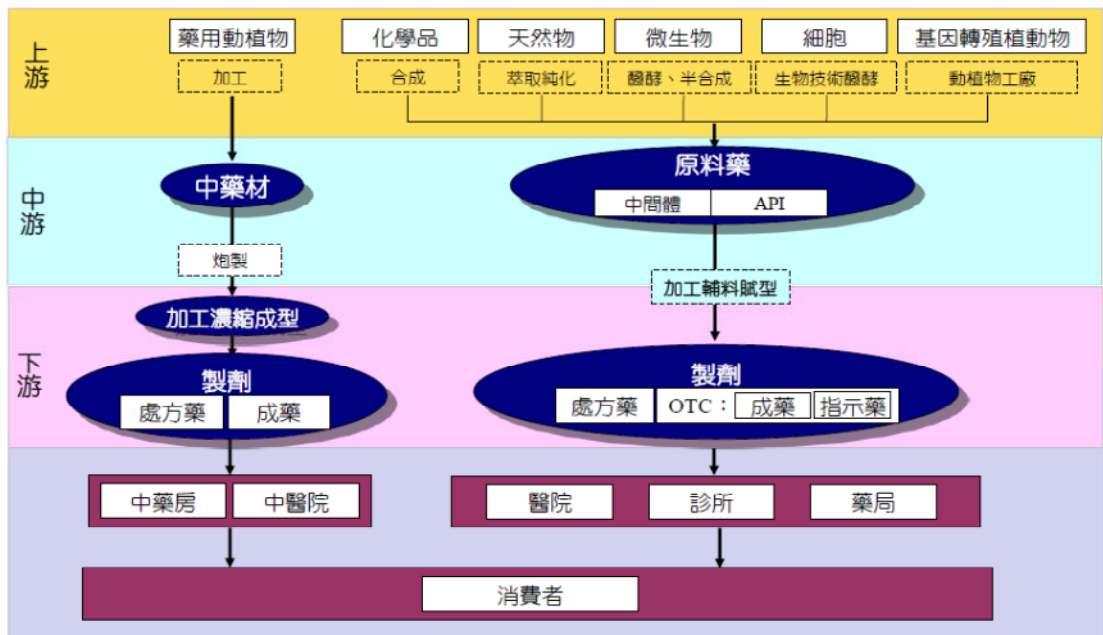 上游
藥用動植物
化學品
天然物
微生物
細胞
基因轉殖植動物
加工
合成
萃取純化
醱酵、半合成
生物技術醱酵
動植物工廠
中游
中藥材
原料藥
中間體
API
炮製
加工輔料賦型
下游
加工濃縮成型
製劑
處方藥
成藥
製劑
處方藥
OTC：
成藥
指示藥
中藥房
中醫院
醫院
診所
藥局
消費者